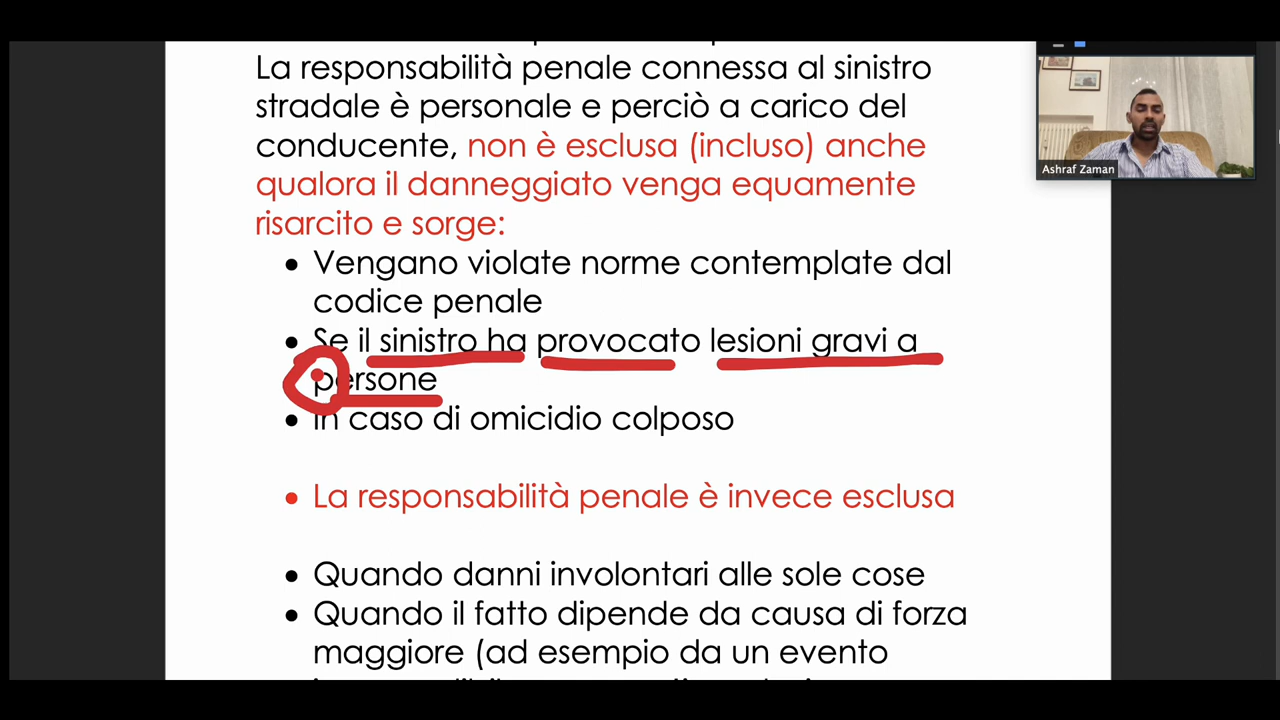 La responsabilità penale connessa al sinistro
stradale è personale e perciò a carico del
conducente, non è esclusa (incluso) anche
qualora il danneggiato venga equamente
risarcito e sorge:
• Vengano violate norme contemplate dal
codice penale
• Se il sinistro ha provocato lesioni gravi a
persone
• In caso di omicidio colposo
• La responsabilità penale è invece esclusa
• Quando danni involontari alle sole cose
• Quando il fatto dipende da causa di forza
maggiore (ad esempio da un evento
Ashraf Zaman